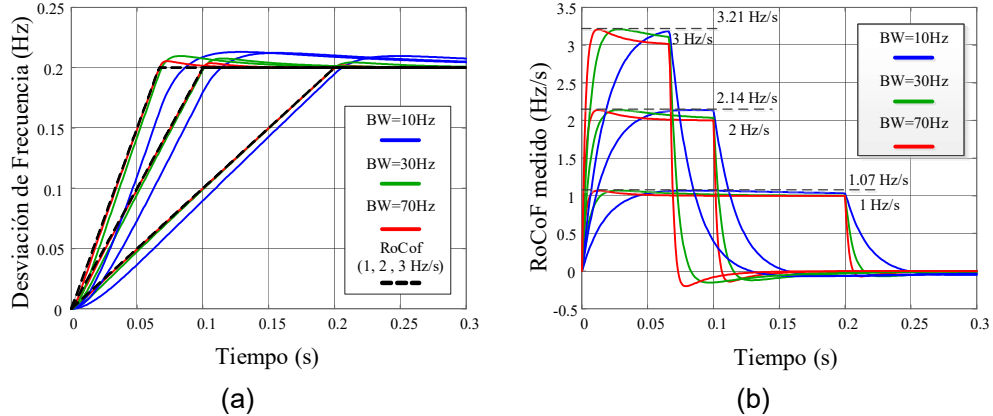 Desviación de Frecuencia (Hz)
0.25
0.2
0.15
0.1
0.05
0
0
0.05
0.1
0.15
0.2
0.25
0.3
Tiempo (s)
BW=10Hz
BW=30Hz
BW=70Hz
RoCof
(1, 2 , 3 Hz/s)
(a)
RoCoF medido (Hz/s)
3.5
3
2.5
2
1.5
1
0.5
0
-0.5
0
0.05
0.1
0.15
0.2
0.25
0.3
Tiempo (s)
3.21 Hz/s
3 Hz/s
2.14 Hz/s
2 Hz/s
1.07 Hz/s
1 Hz/s
BW=10Hz
BW=30Hz
BW=70Hz
(b)